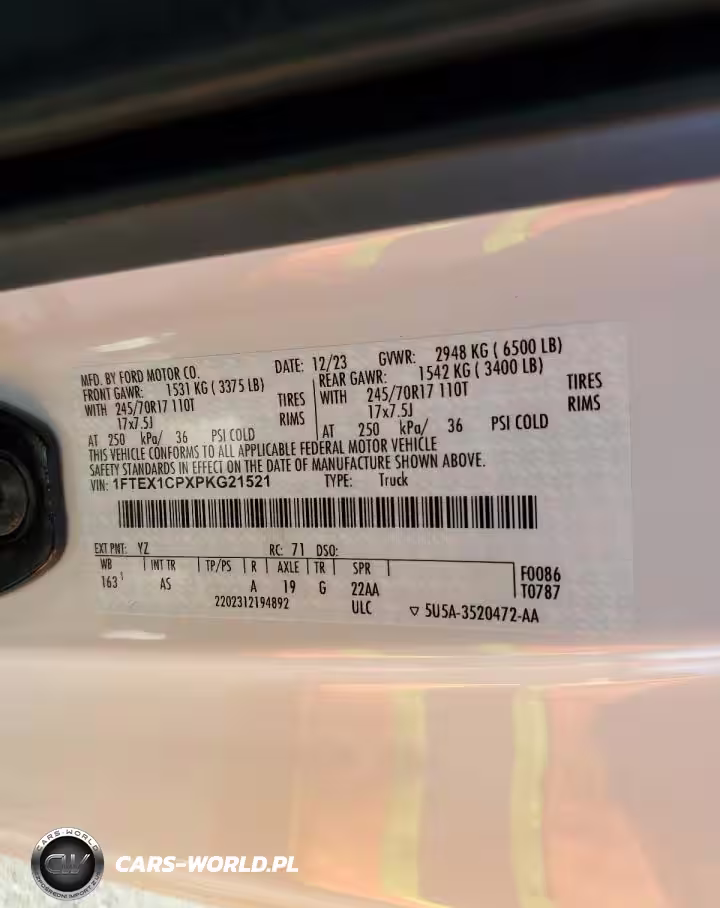 MFD. BY FORD MOTOR CO. DATE: 12/23 GVWR: 2948 KG ( 6500 LB)
FRONT GAWR: 1531 KG ( 3375 LB) REAR GAWR: 1542 KG ( 3400 LB)
WITH 245/70R17 110T TIRES WITH 245/70R17 110T TIRES
17x7.5J RIMS 17x7.5J RIMS
AT 250 kPa/ 36 PSI COLD AT 250 kPa/ 36 PSI COLD
THIS VEHICLE CONFORMS TO ALL APPLICABLE FEDERAL MOTOR VEHICLE
SAFETY STANDARDS IN EFFECT ON THE DATE OF MANUFACTURE SHOWN ABOVE.
VIN: 1FTEX1CPXPKG21521 TYPE: Truck
EXT PNT: YZ RC: 71 DSO:
WB INT TR TP/PS R AXLE TR SPR F0086
163 AS A 19 G 22AA T0787
2202312194892 ULC ▽ 5U5A-3520472-AA
CARS-WORLD
CW
CARS-WORLD.PL